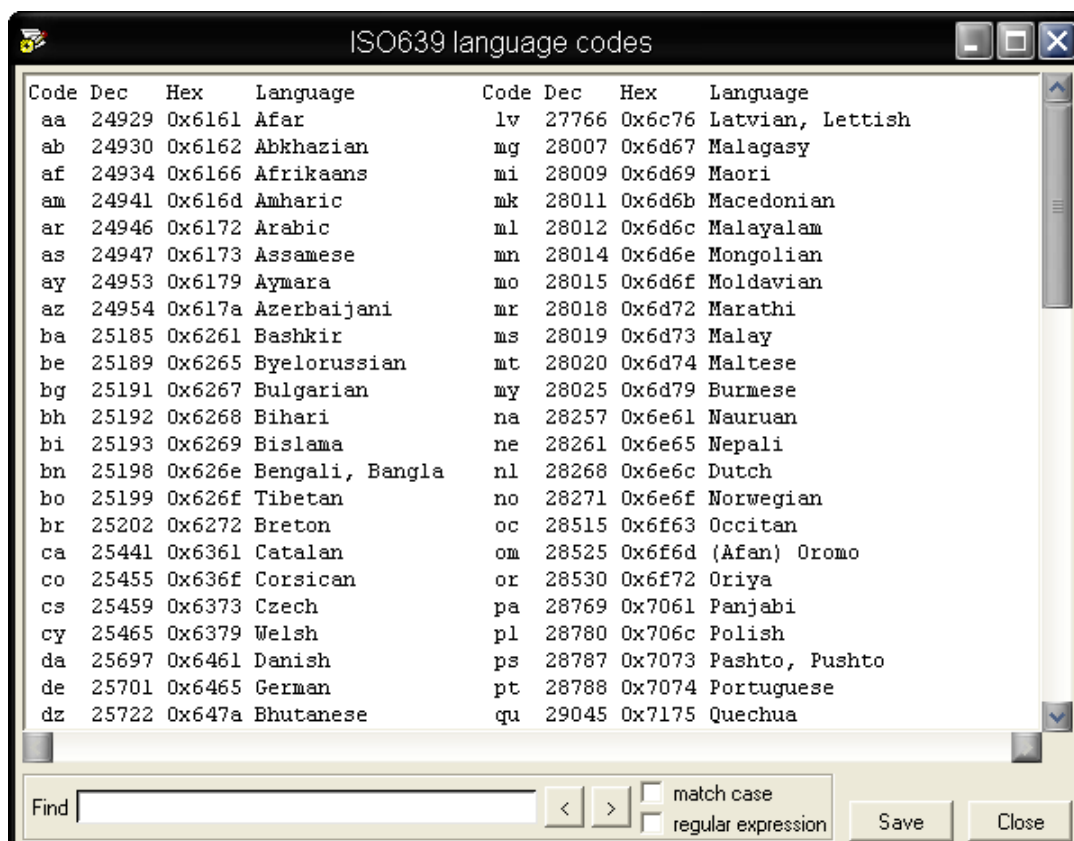 ISO639 language codes
Code Dec Hex Language Code Dec Hex Language
aa 24929 0x6161 Afar lv 27766 0x6c76 Latvian, Lettish
ab 24930 0x6162 Abkhazian mg 28007 0x6d67 Malagasy
af 24934 0x6166 Afrikaans mi 28009 0x6d69 Maori
am 24941 0x616d Amharic mk 28011 0x6d6b Macedonian
ar 24946 0x6172 Arabic ml 28012 0x6d6c Malayalam
as 24947 0x6173 Assamese mn 28014 0x6d6e Mongolian
ay 24953 0x6179 Aymara mo 28015 0x6d6f Moldavian
az 24954 0x617a Azerbaijani mr 28018 0x6d72 Marathi
ba 25185 0x6261 Bashkir ms 28019 0x6d73 Malay
be 25189 0x6265 Byelorussian mt 28020 0x6d74 Maltese
bg 25191 0x6267 Bulgarian my 28025 0x6d79 Burmese
bh 25192 0x6268 Bihari na 28257 0x6e61 Nauruan
bi 25193 0x6269 Bislama ne 28261 0x6e65 Nepali
bn 25198 0x626e Bengali, Bangla nl 28268 0x6e6c Dutch
bo 25199 0x626f Tibetan no 28271 0x6e6f Norwegian
br 25202 0x6272 Breton oc 28515 0x6f63 Occitan
ca 25441 0x6361 Catalan om 28525 0x6f6d (Afan) Oromo
co 25455 0x636f Corsican or 28530 0x6f72 Oriya
cs 25459 0x6373 Czech pa 28769 0x7061 Panjabi
cy 25465 0x6379 Welsh pl 28780 0x706c Polish
da 25697 0x6461 Danish ps 28787 0x7073 Pashto, Pushto
de 25701 0x6465 German pt 28788 0x7074 Portuguese
dz 25722 0x647a Bhutanese qu 29045 0x7175 Quechua
Find < > match case
regular expression Save Close